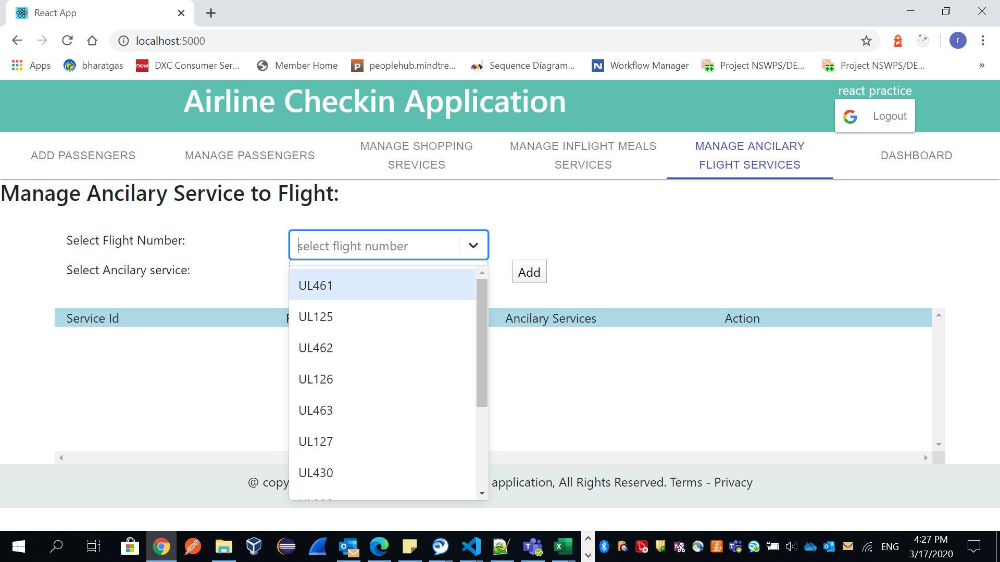 React App
localhost:5000
Apps
bharatgas
DXC Consumer Ser...
Member Home
peoplehub.mindtre...
Sequence Diagram...
Workflow Manager
Project NSWPS/DE...
Project NSWPS/DE...
»
Airline Checkin Application
react practice
Logout
ADD PASSENGERS
MANAGE PASSENGERS
MANAGE SHOPPING
SREVICES
MANAGE INFLIGHT MEALS
SERVICES
MANAGE ANCILARY
FLIGHT SERVICES
DASHBOARD
Manage Ancilary Service to Flight:
Select Flight Number:
select flight number
Select Ancilary service:
Add
UL461
UL125
UL462
UL126
UL463
UL127
UL430
Service Id
Ancilary Services
Action
@ copy
application, All Rights Reserved. Terms - Privacy
ENG
4:27 PM
3/17/2020